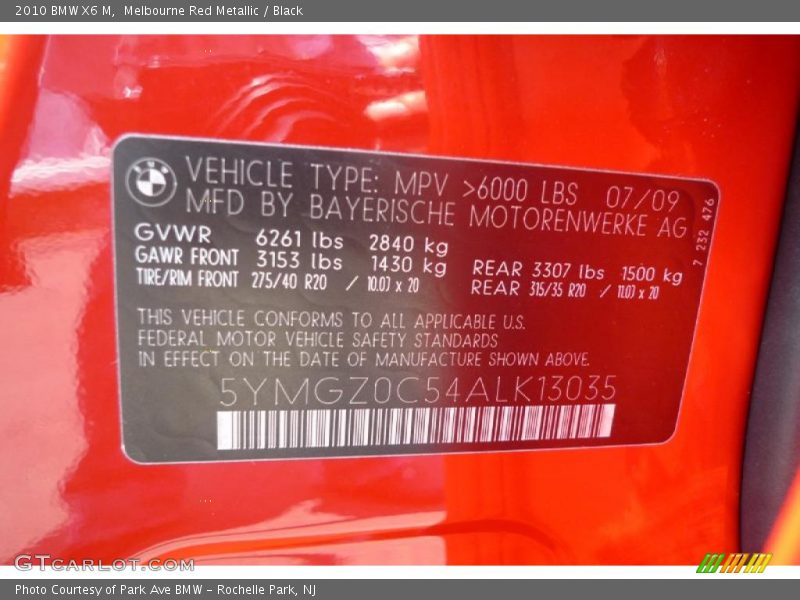 2010 BMW X6 M,  Melbourne Red Metallic / Black
VEHICLE TYPE: MPV >6000 LBS 07/09
MFD BY BAYERISCHE MOTORENWERKE AG
GVWR 6261 lbs 2840 kg
GAWR FRONT 3153 lbs 1430 kg REAR 3307 lbs 1500 kg
TIRE/RIM FRONT 275/40 R20 / 10.0J x 20 REAR 315/35 R20 / 11.0J x 20
7 232 476
THIS VEHICLE CONFORMS TO ALL APPLICABLE U.S.
FEDERAL MOTOR VEHICLE SAFETY STANDARDS
IN EFFECT ON THE DATE OF MANUFACTURE SHOWN ABOVE.
5YMGZ0C54ALK13035
GTCARLOT.COM
Photo Courtesy of Park Ave BMW - Rochelle Park, NJ